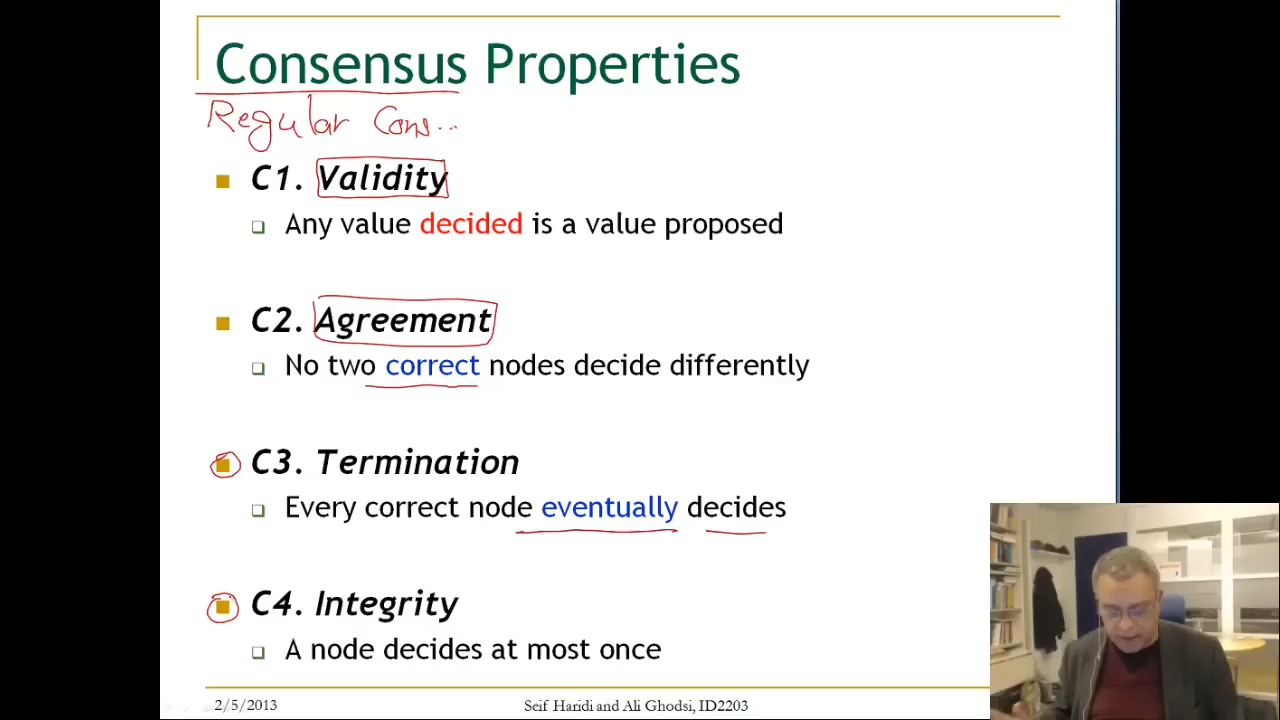 Consensus Properties
Regular Cons...
C1. Validity
Any value decided is a value proposed
C2. Agreement
No two correct nodes decide differently
C3. Termination
Every correct node eventually decides
C4. Integrity
A node decides at most once
2/5/2013
Seif Haridi and Ali Ghodsi, ID2203